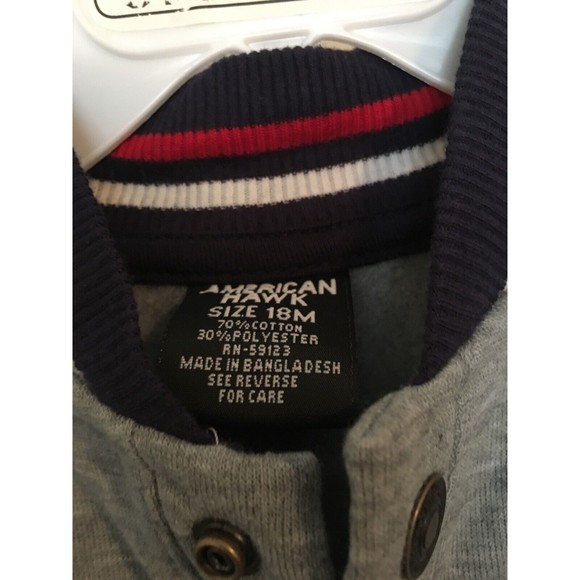 AMERICAN
HAWK
SIZE 18M
70%COTTON
30%POLYESTER
RN-59123
MADE IN BANGLADESH
SEE REVERSE
FOR CARE